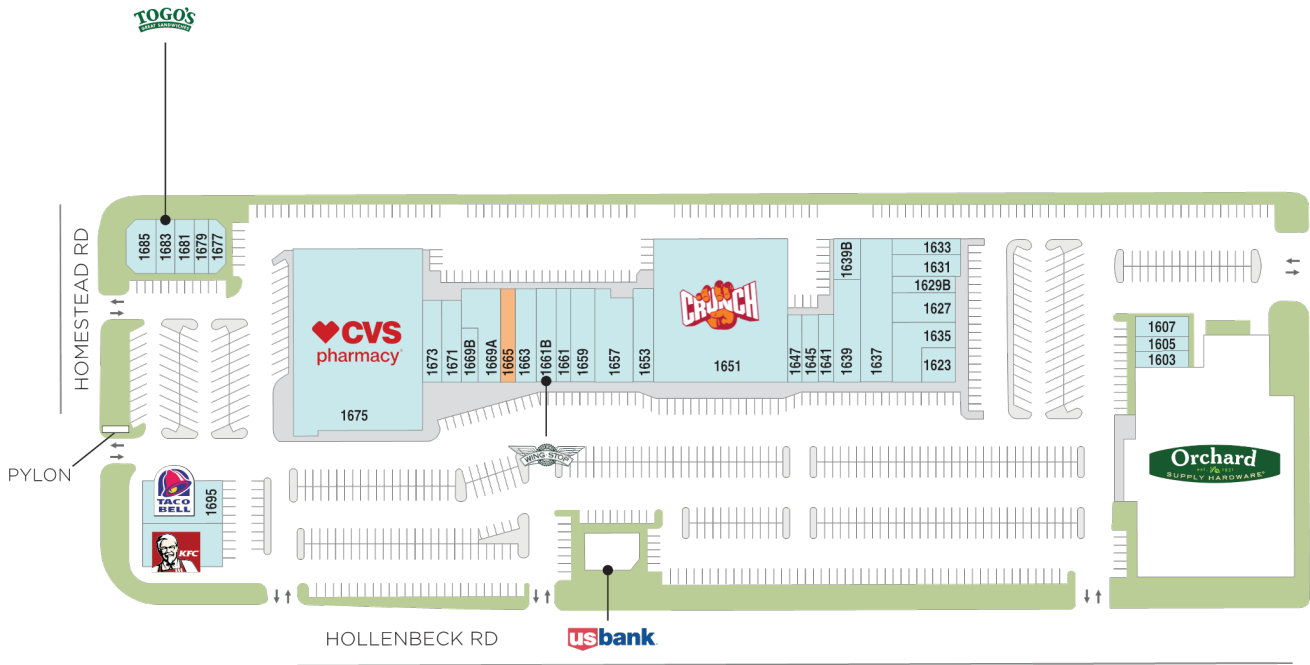 TOGO'S
GREAT SANDWICHES
HOMESTEAD RD
1685
1683
1681
1679
1677
CVS
pharmacy
1675
1673
1671
1669B
1669A
1665
1663
1661B
1661
1659
1657
1653
CRUNCH
1651
1647
1645
1641
1639B
1639
1637
1633
1631
1629B
1627
1635
1623
1607
1605
1603
PYLON
WING STOP
TACO
BELL
1695
KFC
Orchard
est. 1931
SUPPLY HARDWARE
HOLLENBECK RD
usbank